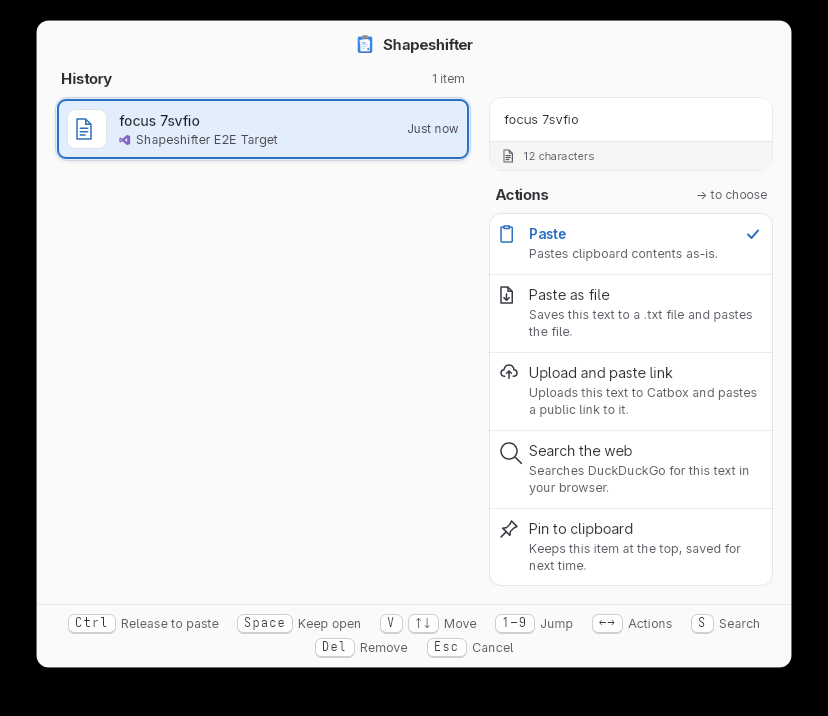 Shapeshifter
History
1 item
focus 7svfio
Shapeshifter E2E Target
Just now
focus 7svfio
12 characters
Actions
→ to choose
Paste
Pastes clipboard contents as-is.
Paste as file
Saves this text to a .txt file and pastes
the file.
Upload and paste link
Uploads this text to Catbox and pastes
a public link to it.
Search the web
Searches DuckDuckGo for this text in
your browser.
Pin to clipboard
Keeps this item at the top, saved for
next time.
Ctrl Release to paste Space Keep open V ↑↓ Move 1–9 Jump ←→ Actions S Search
Del Remove Esc Cancel